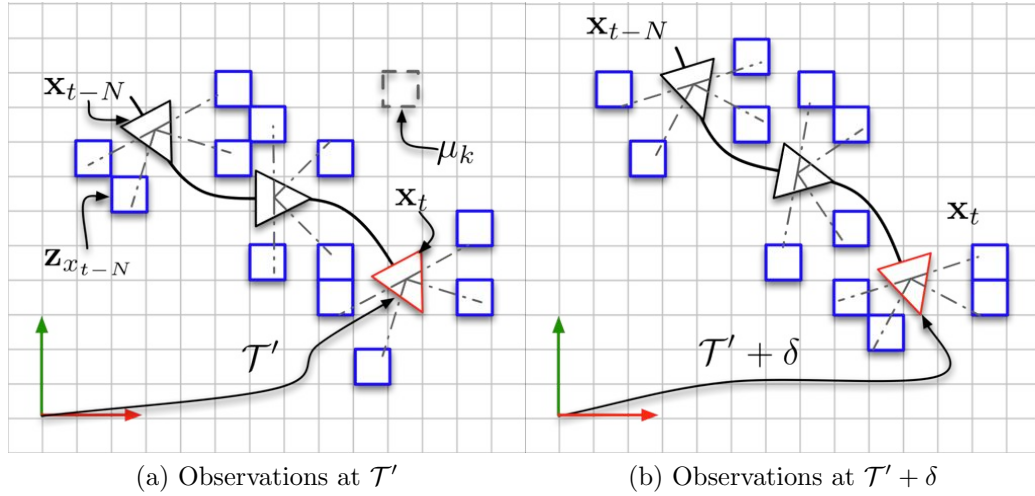 x_{t−N}
μ_k
x_t
z_{x_{t−N}}
𝒯′
x_{t−N}
x_t
𝒯′ + δ
(a) Observations at 𝒯′
(b) Observations at 𝒯′ + δ